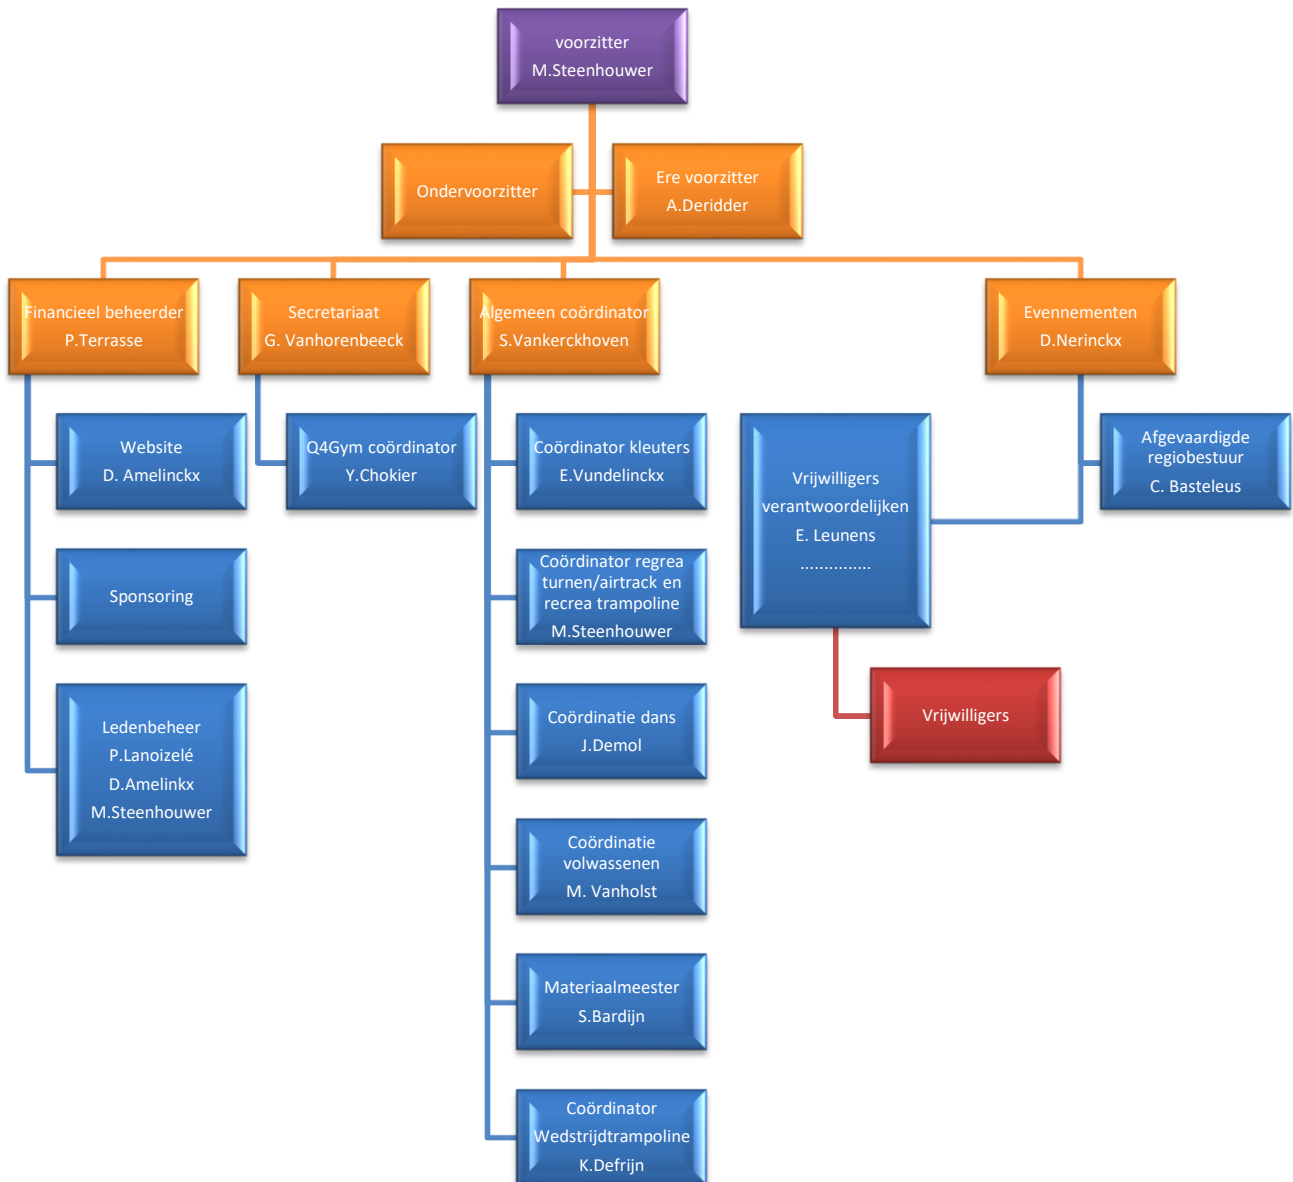 voorzitter
M.Steenhouwer
Ondervoorzitter
Ere voorzitter
A.Deridder
Financieel beheerder
P.Terrasse
Secretariaat
G. Vanhorenbeeck
Algemeen coördinator
S.Vankerckhoven
Evennementen
D.Nerinckx
Website
D. Amelinckx
Sponsoring
Ledenbeheer
P.Lanoizelé
D.Amelinkx
M.Steenhouwer
Q4Gym coördinator
Y.Chokier
Coördinator kleuters
E.Vundelinckx
Coördinator regrea
turnen/airtrack en
recrea trampoline
M.Steenhouwer
Coördinatie dans
J.Demol
Coördinatie
volwassenen
M. Vanholst
Materiaalmeester
S.Bardijn
Coördinator
Wedstrijdtrampoline
K.Defrijn
Vrijwilligers
verantwoordelijken
E. Leunens
...............
Vrijwilligers
Afgevaardigde
regiobestuur
C. Basteleus